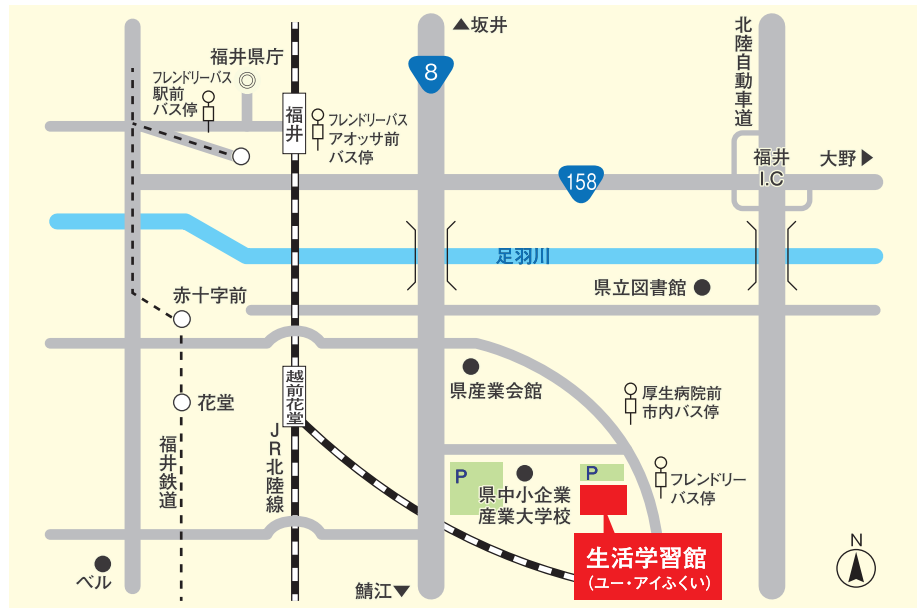 ▲坂井
8
北陸自動車道
福井県庁
フレンドリーバス
駅前
バス停
福井
フレンドリーバス
アオッサ前
バス停
福井
I.C
大野▶
158
足羽川
県立図書館
赤十字前
越前花堂
県産業会館
厚生病院前
市内バス停
花堂
JR北陸線
福井鉄道
P
県中小企業
産業大学校
P
フレンドリー
バス停
生活学習館
(ユー・アイふくい)
N
ベル
鯖江▼